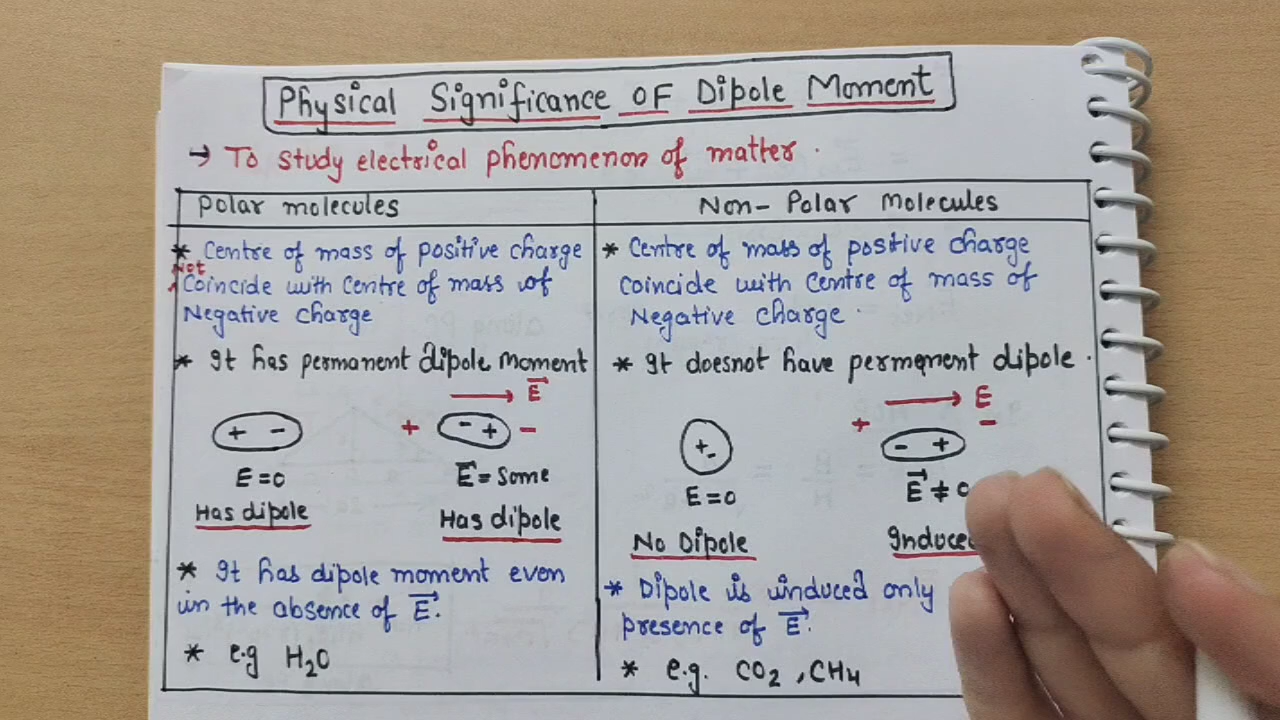 Physical Significance OF Dipole Moment
→ To study electrical phenomenon of matter.
Polar molecules
* Centre of mass of positive charge
Not
^ Coincide with Centre of mass of
Negative charge
* It has permanent dipole moment
E
+ -
+
- +
-
E=0
E = Some
Has dipole
Has dipole
* It has dipole moment even
in the absence of E.
* e.g H2O
Non-Polar Molecules
* Centre of mass of positive charge
Coincide with Centre of mass of
Negative charge.
* It doesnot have permanent dipole.
E
+
-
+ -
- +
E=0
E ≠ 0
No Dipole
Induced
* Dipole is induced only
presence of E.
* e.g. CO2, CH4